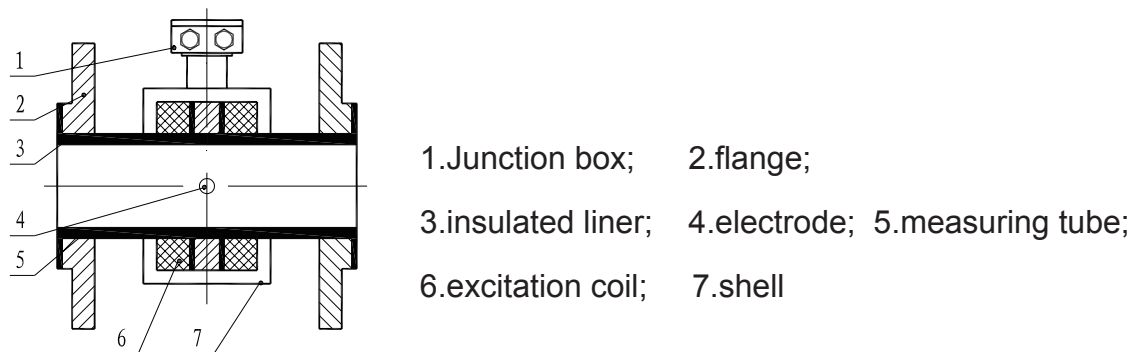 1
2
3
4
5
6
7
1.Junction box; 2.flange;
3.insulated liner; 4.electrode; 5.measuring tube;
6.excitation coil; 7.shell